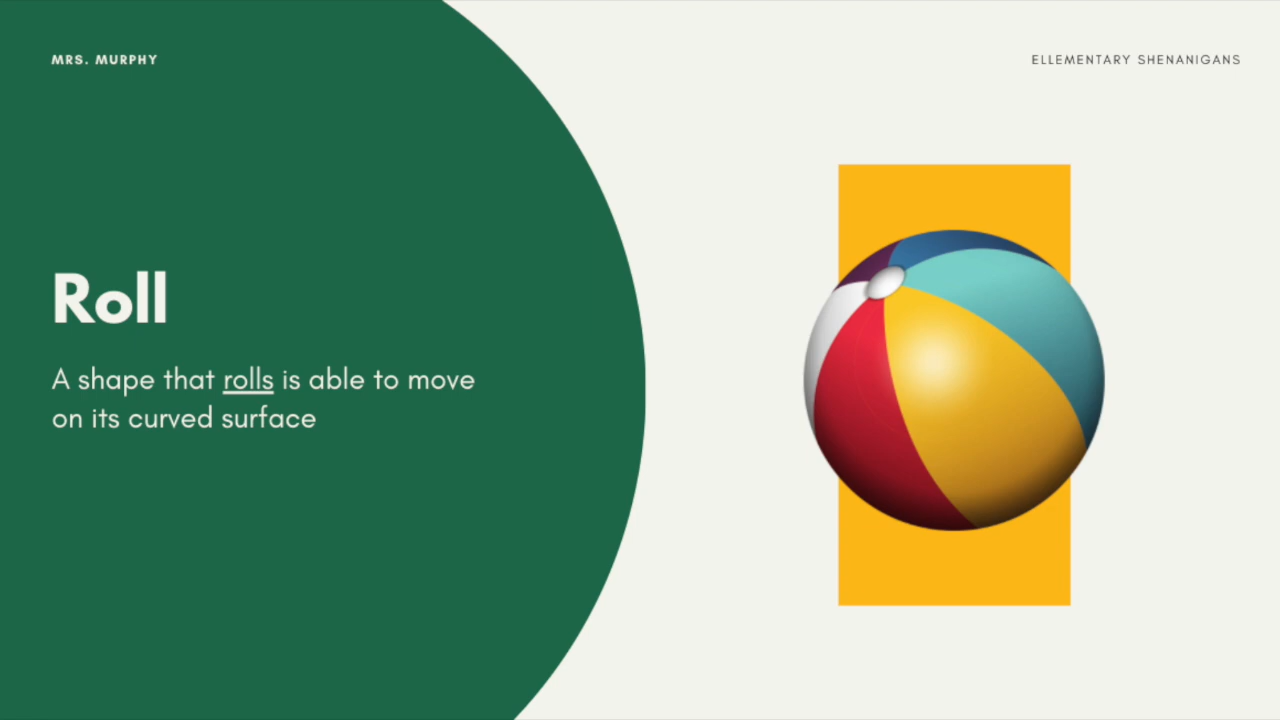 MRS. MURPHY
ELLEMENTARY SHENANIGANS
Roll
A shape that rolls is able to move
on its curved surface